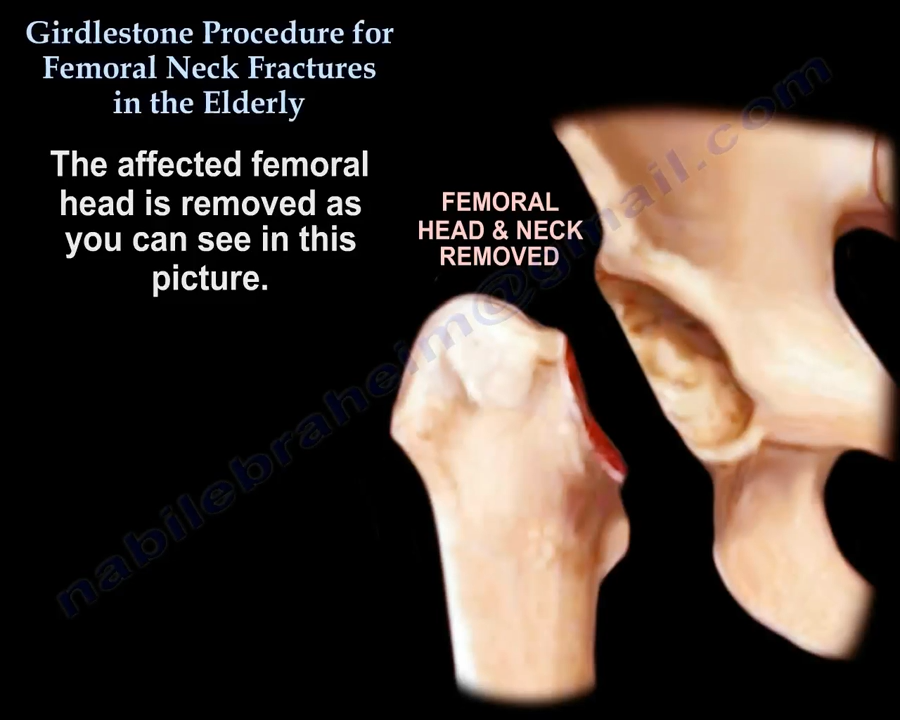 Girdlestone Procedure for
Femoral Neck Fractures
in the Elderly
The affected femoral
head is removed as
you can see in this
picture.
FEMORAL
HEAD & NECK
REMOVED
nabilebraheim@gmail.com